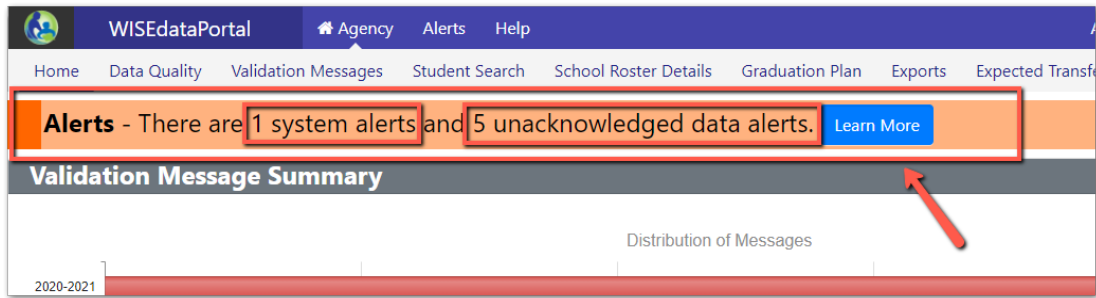 WISEdataPortal Agency Alerts Help
Home Data Quality Validation Messages Student Search School Roster Details Graduation Plan Exports Expected
Alerts - There are 1 system alerts and 5 unacknowledged data alerts. Learn More
Validation Message Summary
Distribution of Messages
2020-2021